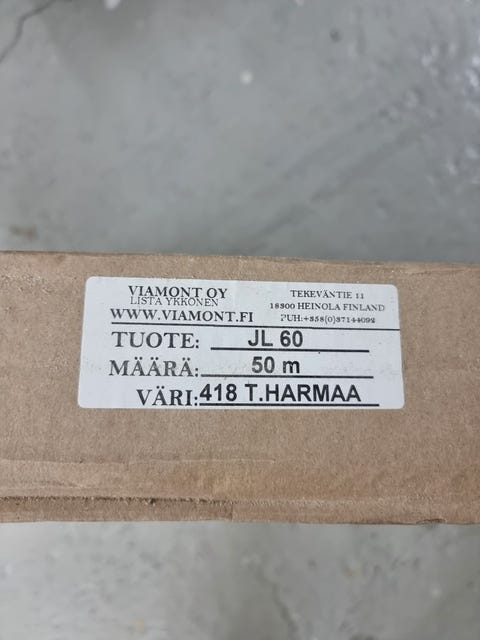 VIAMONT OY
LISTA YKKÖNEN
WWW.VIAMONT.FI
TEKEVÄNTIE 11
18300 HEINOLA FINLAND
PUH:+358(0)37144092
TUOTE: JL 60
MÄÄRÄ: 50 m
VÄRI: 418 T.HARMAA